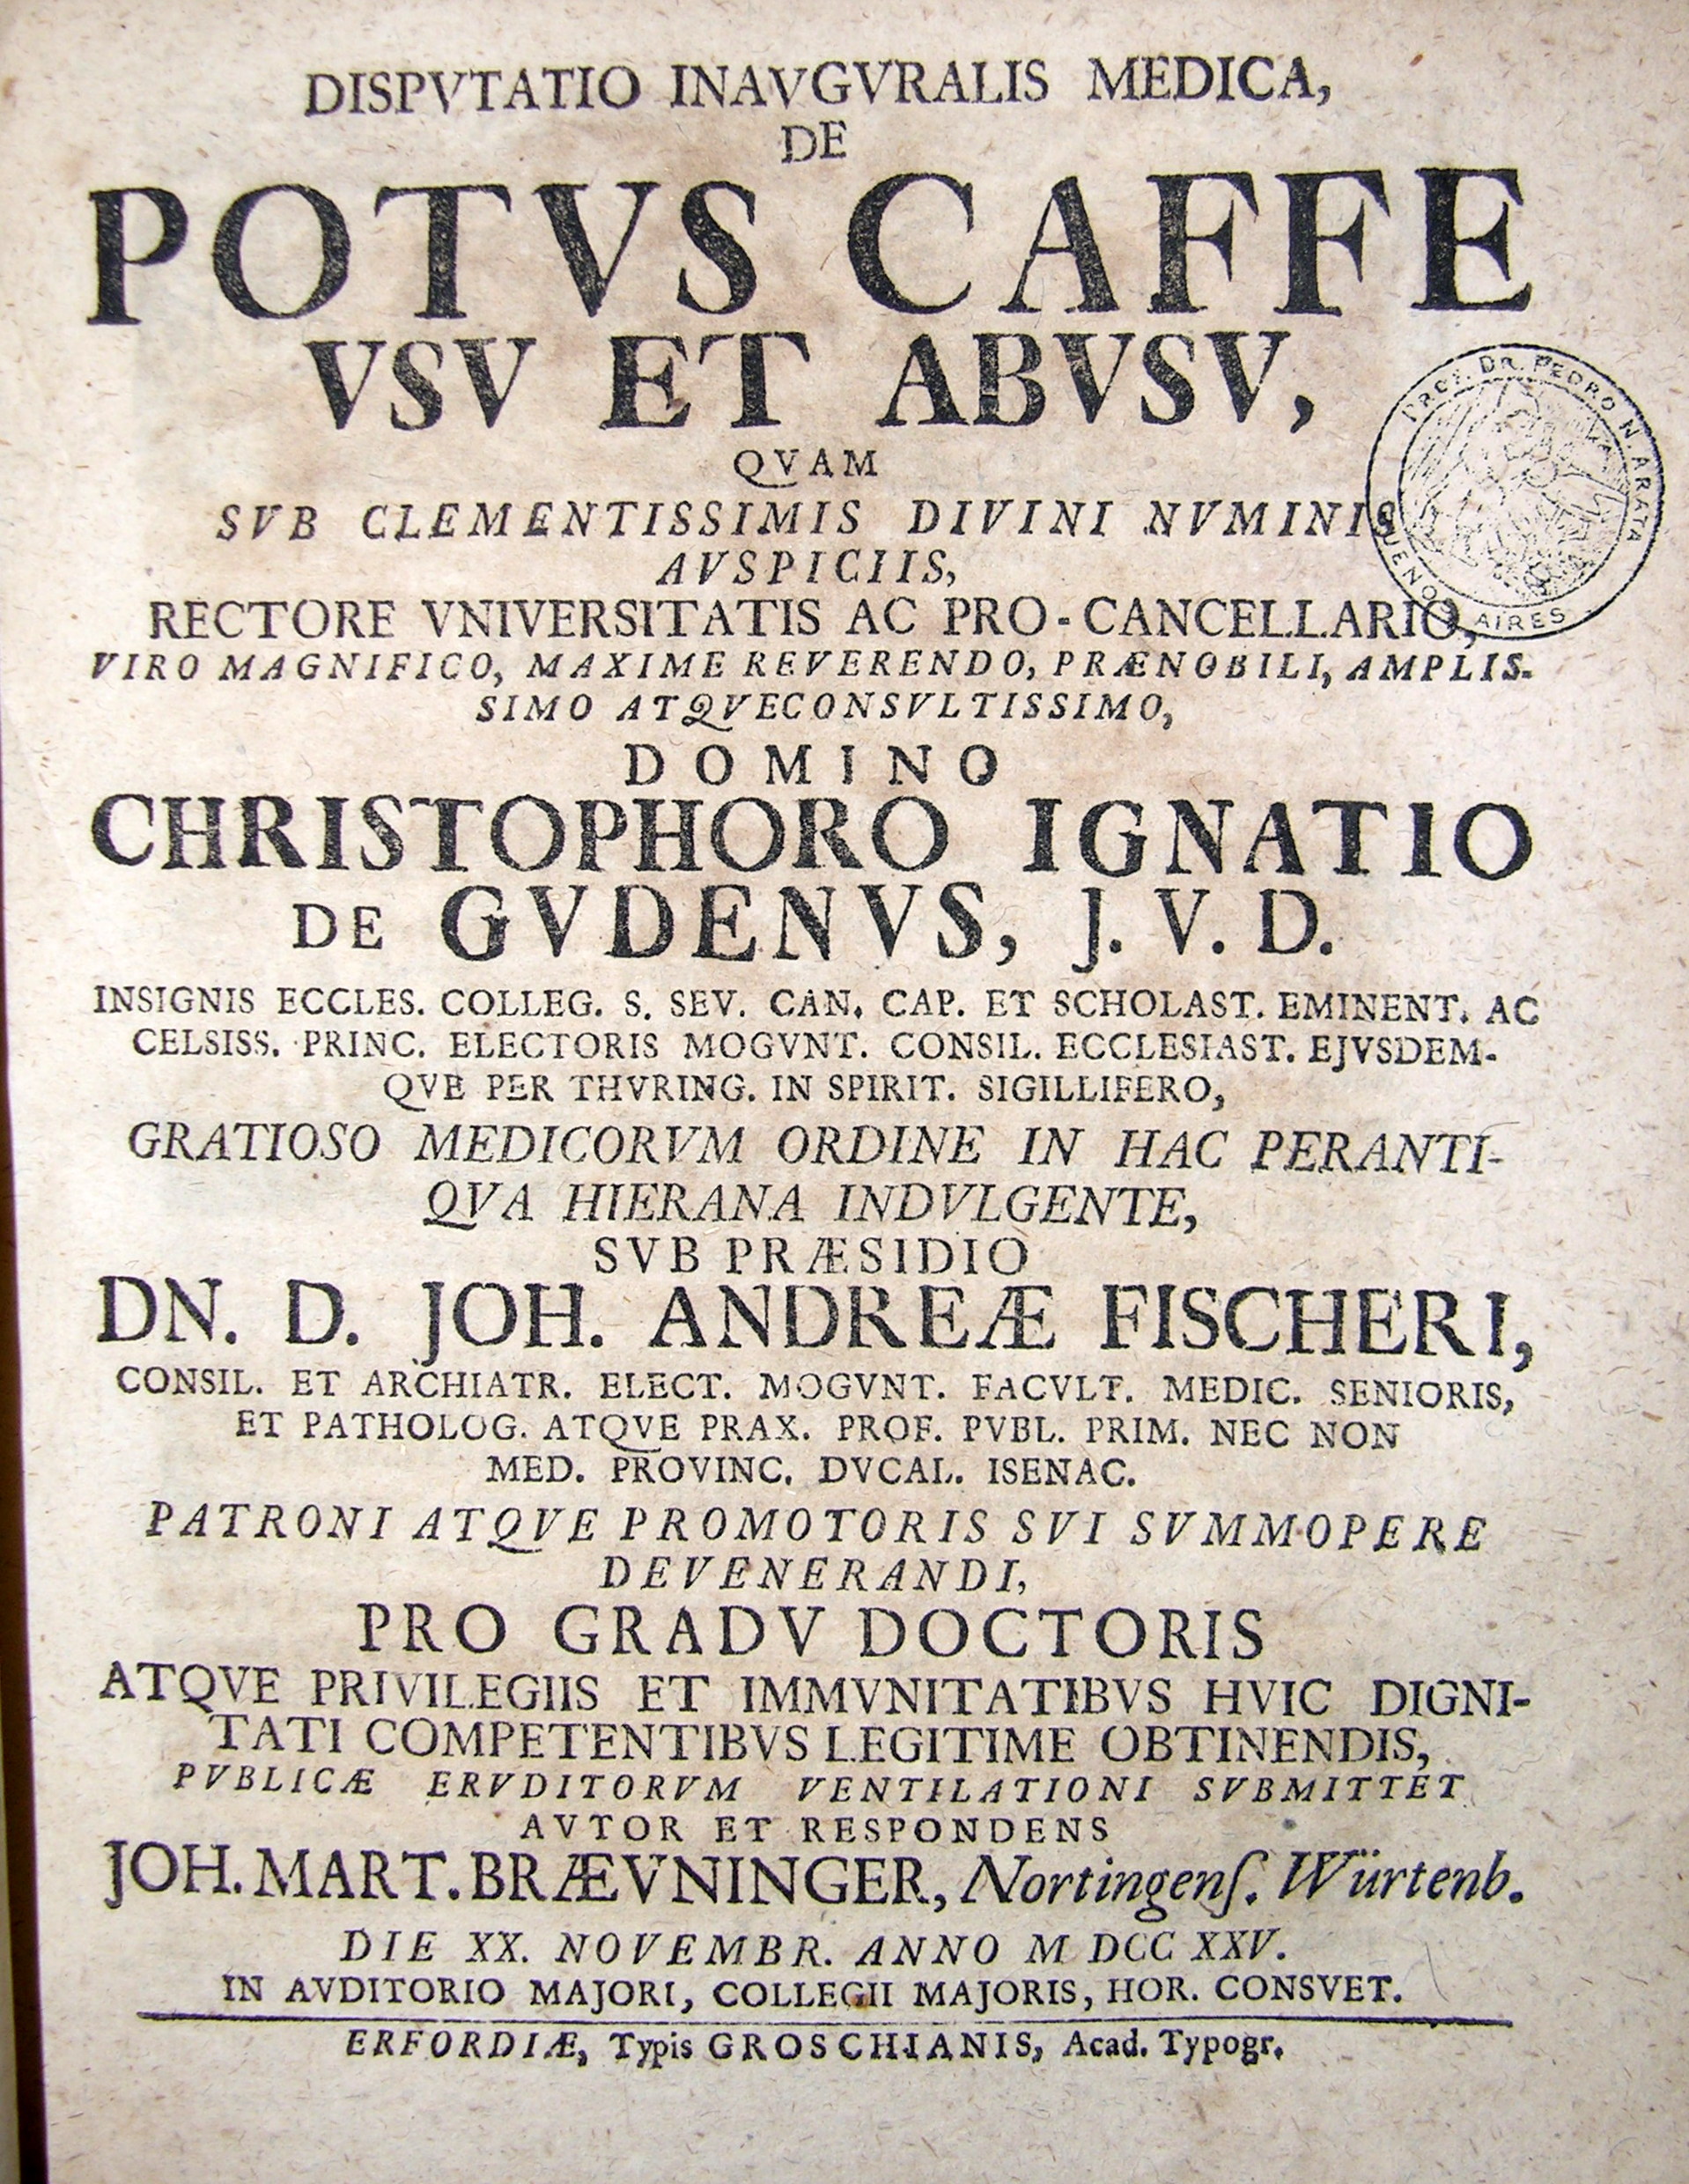 DISPVTATIO INAVGVRALIS MEDICA,
DE
POTVS CAFFE
VSV ET ABVSV,
QVAM
SVB CLEMENTISSIMIS DIVINI NVMINIS
AVSPICIIS,
RECTORE VNIVERSITATIS AC PRO-CANCELLARIO,
VIRO MAGNIFICO, MAXIME REVERENDO, PRÆNOBILI, AMPLIS-
SIMO ATQVECONSVLTISSIMO,
DOMINO
CHRISTOPHORO IGNATIO
DE GVDENVS, J. V. D.
INSIGNIS ECCLES. COLLEG. S. SEV. CAN. CAP. ET SCHOLAST. EMINENT. AC
CELSISS. PRINC. ELECTORIS MOGVNT. CONSIL. ECCLESIAST. EJVSDEM-
QVE PER THVRING. IN SPIRIT. SIGILLIFERO,
GRATIOSO MEDICORVM ORDINE IN HAC PERANTI-
QVA HIERANA INDVLGENTE,
SVB PRÆSIDIO
DN. D. JOH. ANDREÆ FISCHERI,
CONSIL. ET ARCHIATR. ELECT. MOGVNT. FACVLT. MEDIC. SENIORIS,
ET PATHOLOG. ATQVE PRAX. PROF. PVBL. PRIM. NEC NON
MED. PROVINC. DVCAL. ISENAC.
PATRONI ATQVE PROMOTORIS SVI SVMMOPERE
DEVENERANDI,
PRO GRADV DOCTORIS
ATQVE PRIVILEGIIS ET IMMVNITATIBVS HVIC DIGNI-
TATI COMPETENTIBVS LEGITIME OBTINENDIS,
PVBLICÆ ERVDITORVM VENTILATIONI SVBMITTET
AVTOR ET RESPONDENS
JOH. MART. BRÆVNINGER, Nortingenſ. Würtenb.
DIE XX. NOVEMBR. ANNO M DCC XXV.
IN AVDITORIO MAJORI, COLLEGII MAJORIS, HOR. CONSVET.
ERFORDIÆ, Typis GROSCHIANIS, Acad. Typogr.
PROF. DR. PEDRO N. ARATA
BUENOS AIRES